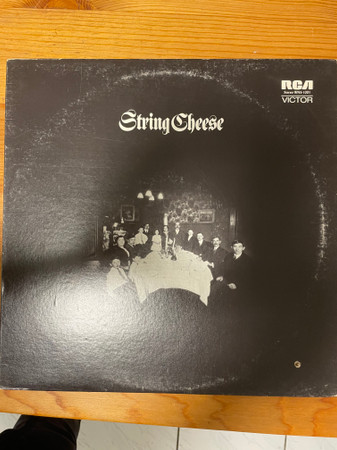 String Cheese
RCA
VICTOR